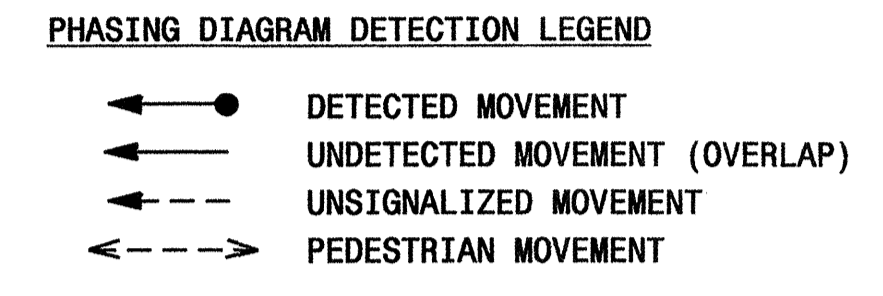 PHASING DIAGRAM DETECTION LEGEND
DETECTED MOVEMENT
UNDETECTED MOVEMENT (OVERLAP)
UNSIGNALIZED MOVEMENT
PEDESTRIAN MOVEMENT